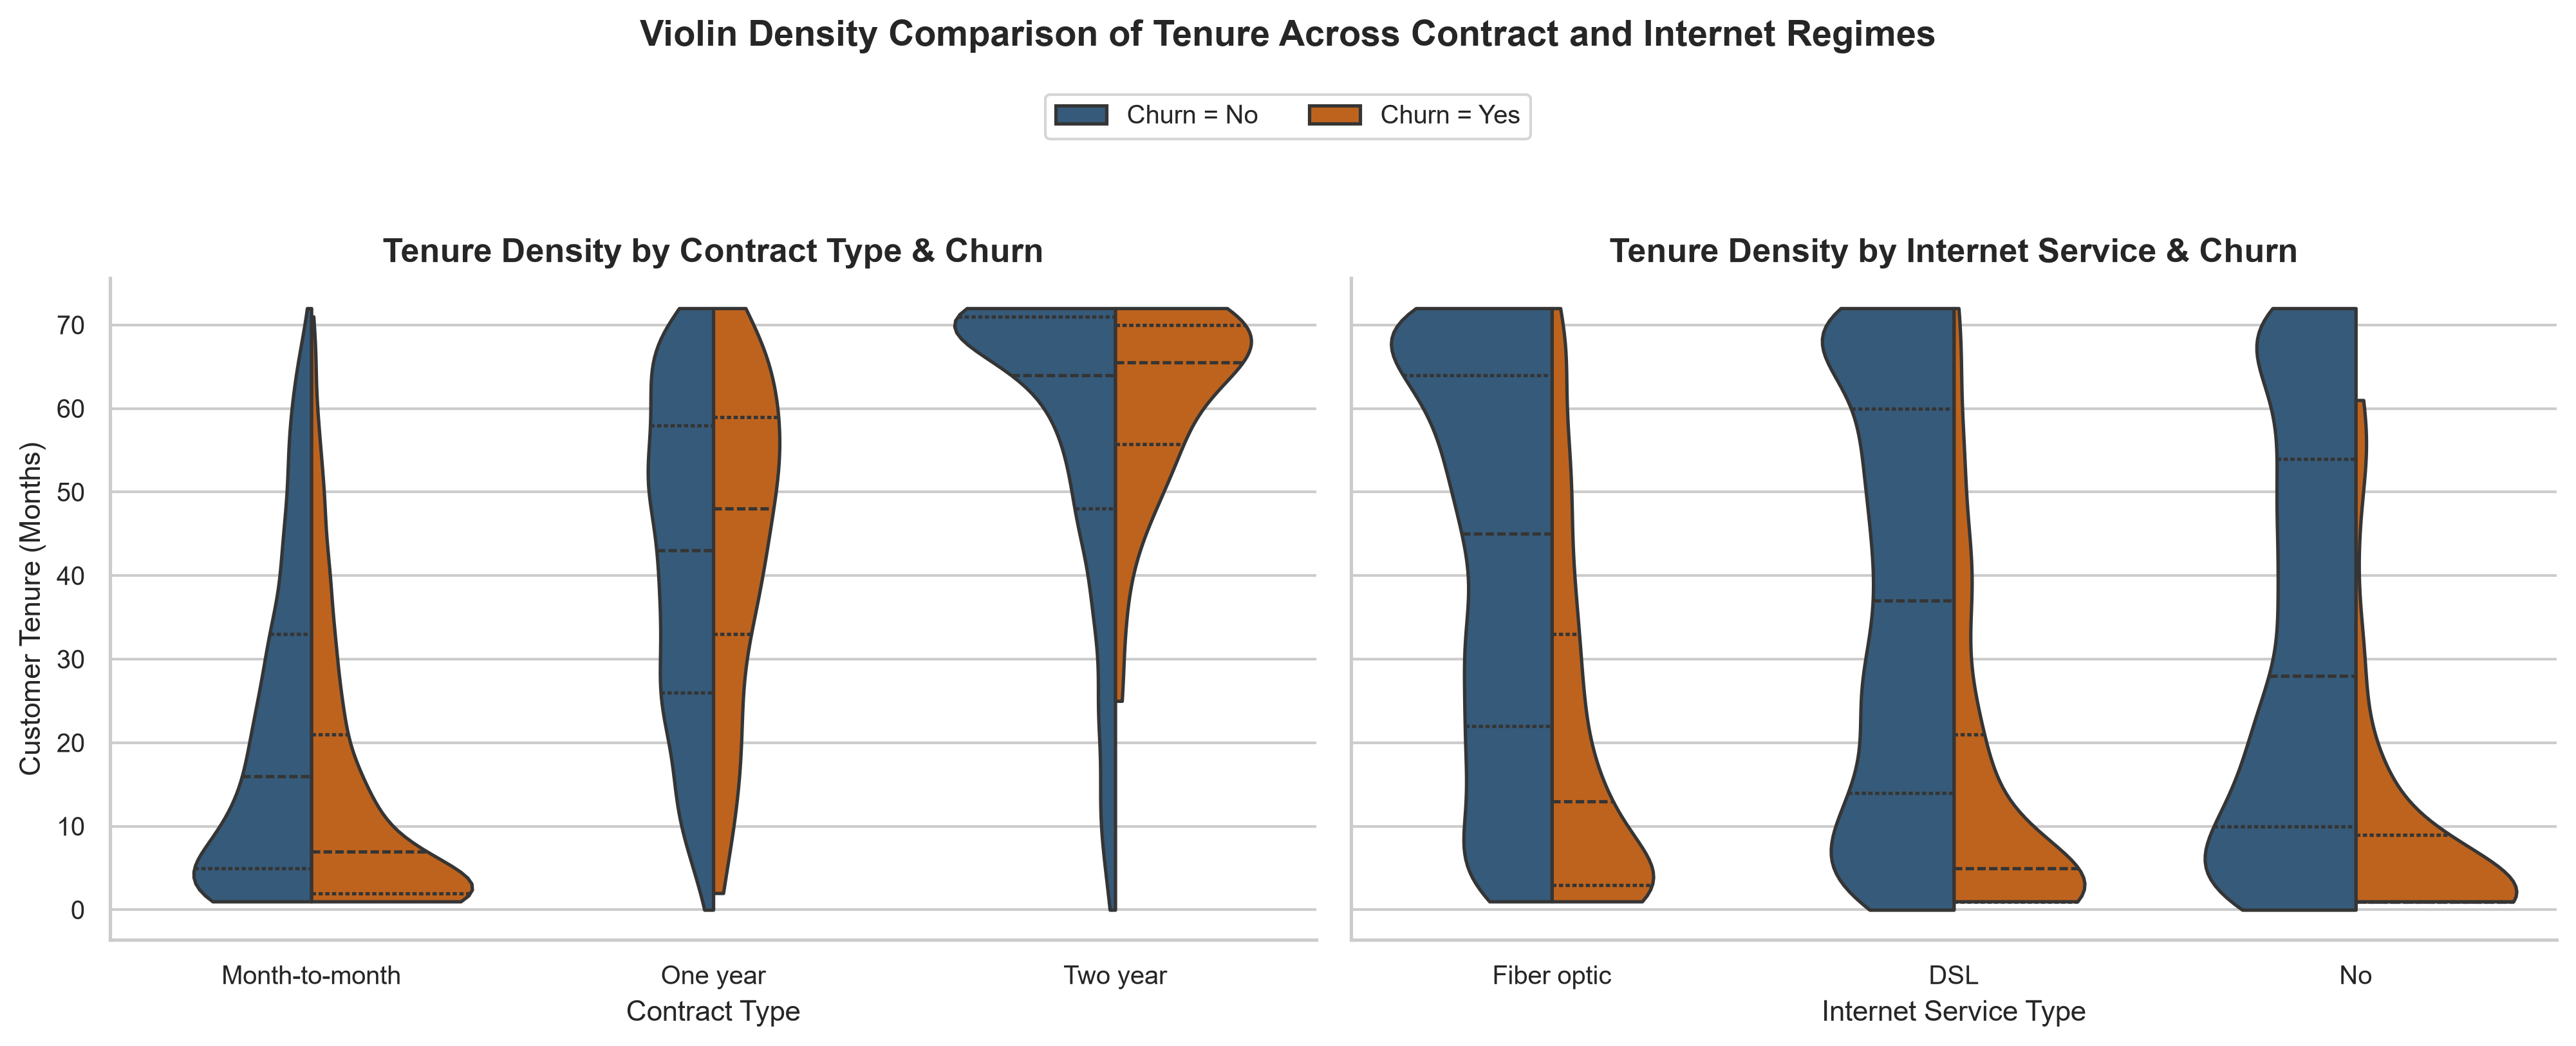 Violin Density Comparison of Tenure Across Contract and Internet Regimes
Churn = No
Churn = Yes
Tenure Density by Contract Type & Churn
Customer Tenure (Months)
70
60
50
40
30
20
10
0
Month-to-month
One year
Two year
Contract Type
Tenure Density by Internet Service & Churn
Fiber optic
DSL
No
Internet Service Type